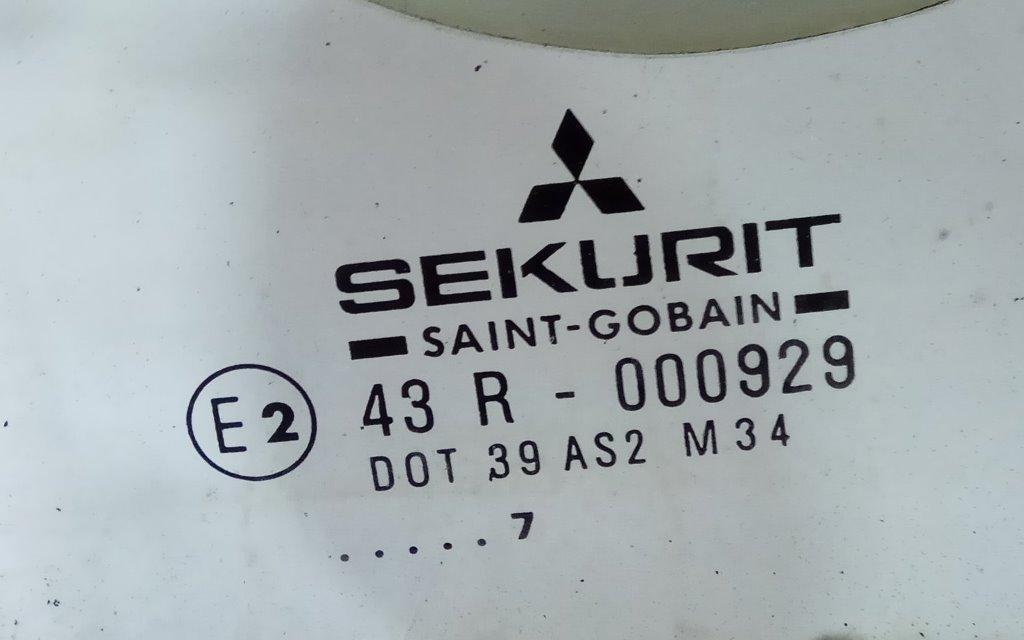 SEKURIT
SAINT-GOBAIN
E2 43 R - 000929
DOT 39 AS2 M34
.....7